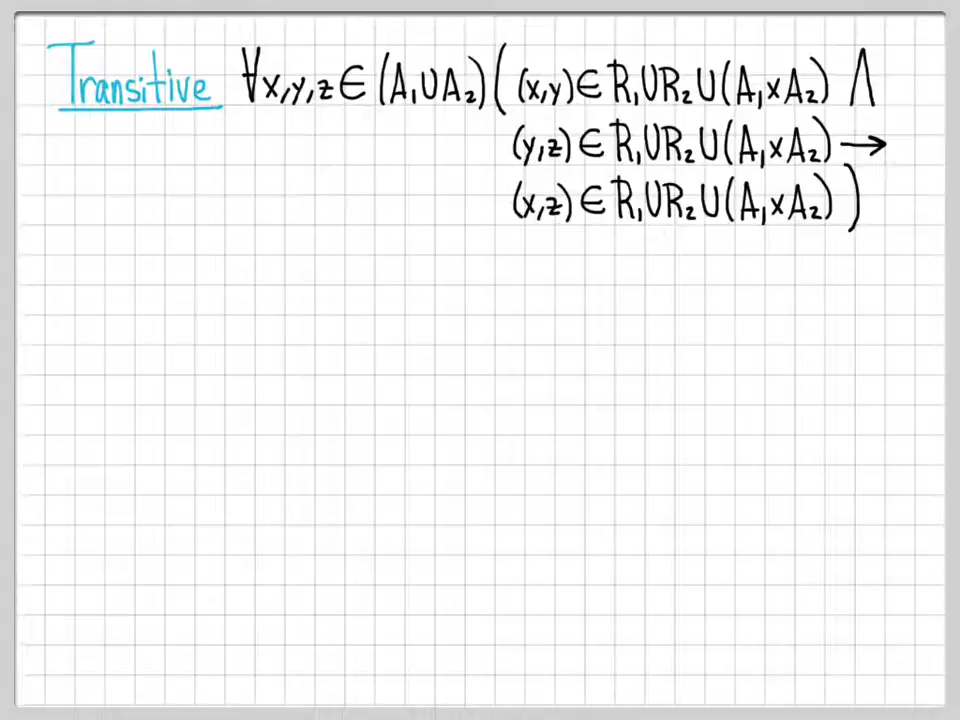 Transitive ∀x,y,z ∈ (A₁∪A₂) ( (x,y) ∈ R₁∪R₂∪(A₁×A₂) ∧
(y,z) ∈ R₁∪R₂∪(A₁×A₂) →
(x,z) ∈ R₁∪R₂∪(A₁×A₂) )